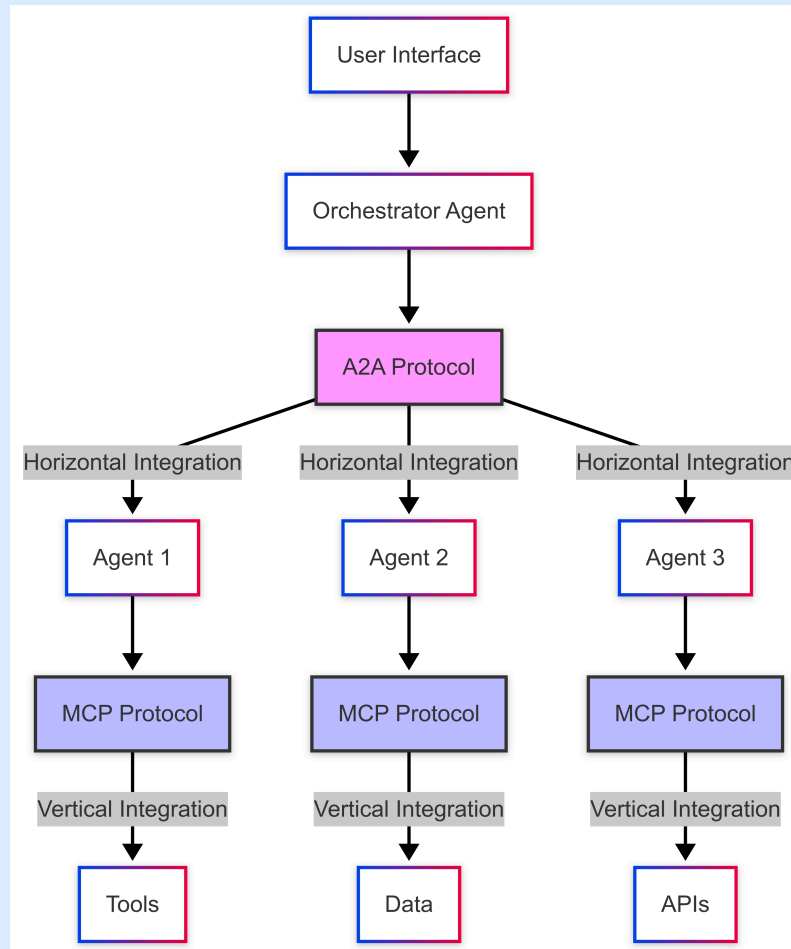 User Interface
Orchestrator Agent
A2A Protocol
Horizontal Integration
Horizontal Integration
Horizontal Integration
Agent 1
Agent 2
Agent 3
MCP Protocol
MCP Protocol
MCP Protocol
Vertical Integration
Vertical Integration
Vertical Integration
Tools
Data
APIs